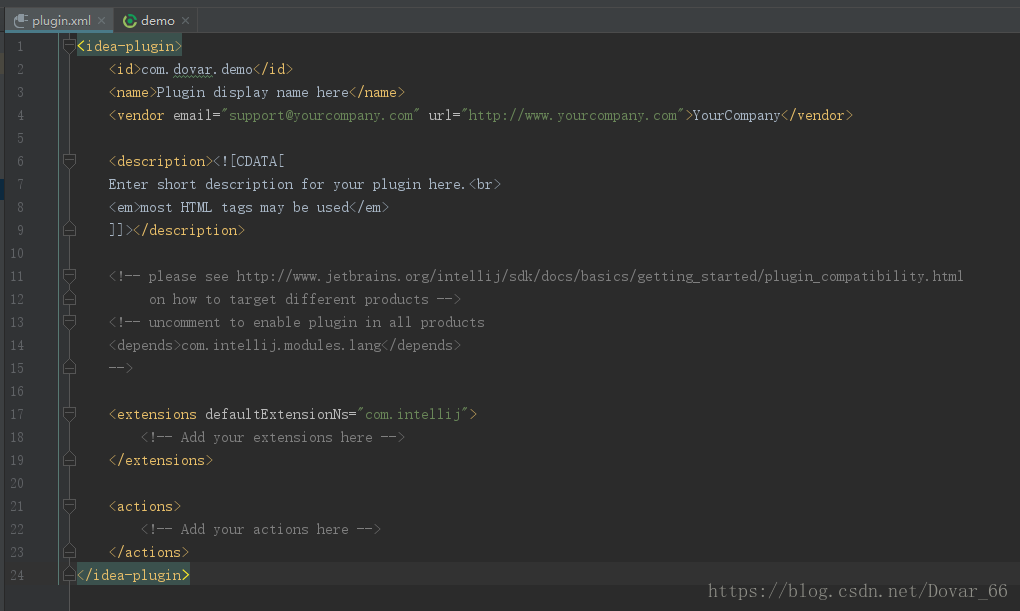 plugin.xml
demo
1 <idea-plugin>
2 <id>com.dovar.demo</id>
3 <name>Plugin display name here</name>
4 <vendor email="support@yourcompany.com" url="http://www.yourcompany.com">YourCompany</vendor>
5
6 <description><![CDATA[
7 Enter short description for your plugin here.<br>
8 <em>most HTML tags may be used</em>
9 ]]></description>
10
11 <!-- please see http://www.jetbrains.org/intellij/sdk/docs/basics/getting_started/plugin_compatibility.html
12 on how to target different products -->
13 <!-- uncomment to enable plugin in all products
14 <depends>com.intellij.modules.lang</depends>
15 -->
16
17 <extensions defaultExtensionNs="com.intellij">
18 <!-- Add your extensions here -->
19 </extensions>
20
21 <actions>
22 <!-- Add your actions here -->
23 </actions>
24 </idea-plugin>
https://blog.csdn.net/Dovar_66